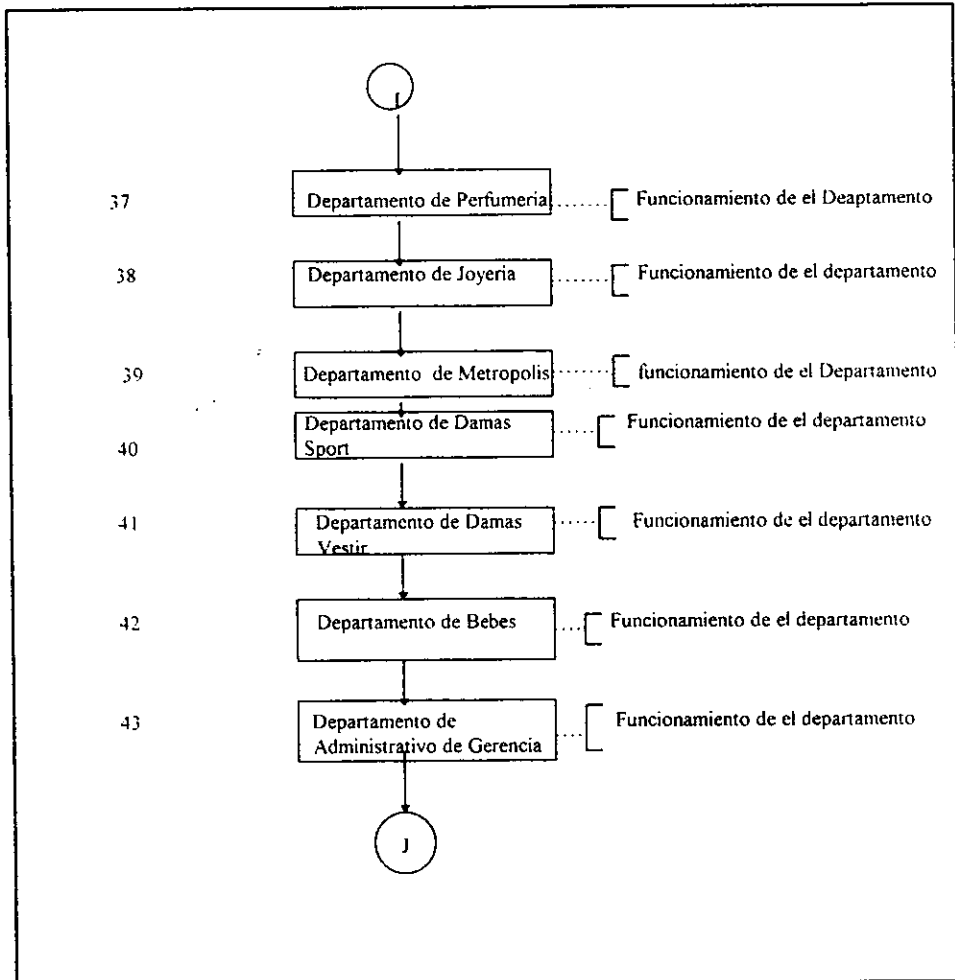 I
37 Departamento de Perfumeria Funcionamiento de el Deaptamento
38 Departamento de Joyeria Funcionamiento de el departamento
39 Departamento de Metropolis funcionamiento de el Departamento
40 Departamento de Damas Funcionamiento de el departamento
Sport
41 Departamento de Damas Funcionamiento de el departamento
Vestir
42 Departamento de Bebes Funcionamiento de el departamento
43 Departamento de Funcionamiento de el departamento
Administrativo de Gerencia
J